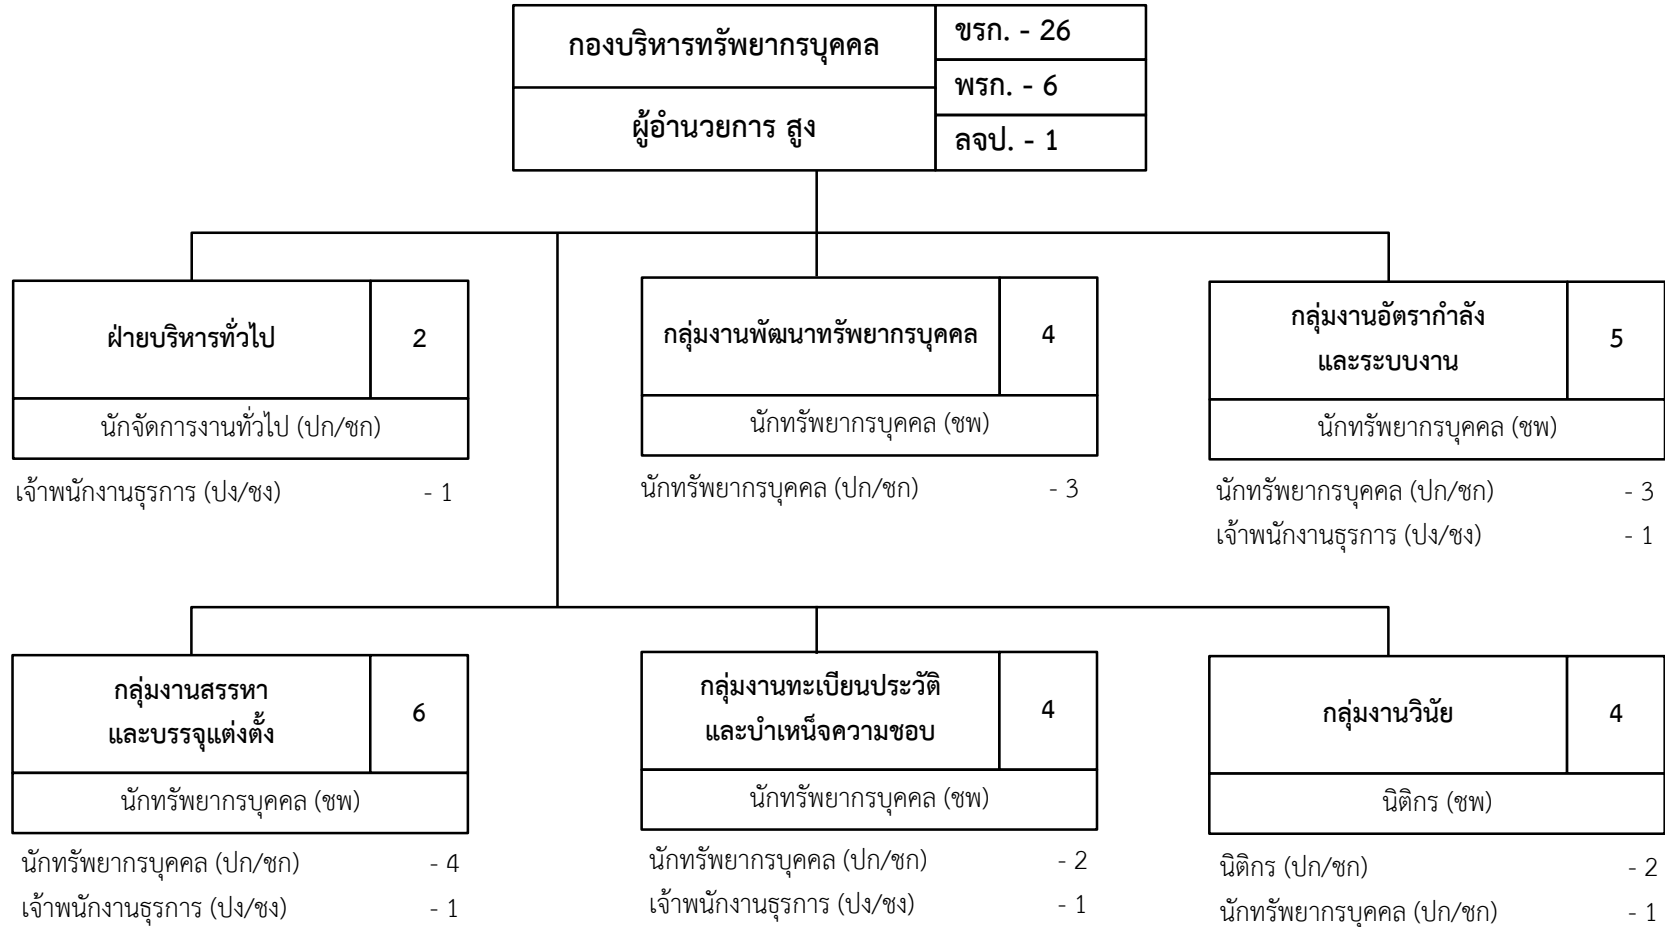 กองบริหารทรัพยากรบุคคล
ผู้อำนวยการ สูง
ขรก. - 26
พรก. - 6
ลจป. - 1
ฝ่ายบริหารทั่วไป
2
นักจัดการงานทั่วไป (ปก/ชก)
เจ้าพนักงานธุรการ (ปง/ชง) - 1
กลุ่มงานพัฒนาทรัพยากรบุคคล
4
นักทรัพยากรบุคคล (ชพ)
นักทรัพยากรบุคคล (ปก/ชก) - 3
กลุ่มงานอัตรากำลัง
และระบบงาน
5
นักทรัพยากรบุคคล (ชพ)
นักทรัพยากรบุคคล (ปก/ชก) - 3
เจ้าพนักงานธุรการ (ปง/ชง) - 1
กลุ่มงานสรรหา
และบรรจุแต่งตั้ง
6
นักทรัพยากรบุคคล (ชพ)
นักทรัพยากรบุคคล (ปก/ชก) - 4
เจ้าพนักงานธุรการ (ปง/ชง) - 1
กลุ่มงานทะเบียนประวัติ
และบำเหน็จความชอบ
4
นักทรัพยากรบุคคล (ชพ)
นักทรัพยากรบุคคล (ปก/ชก) - 2
เจ้าพนักงานธุรการ (ปง/ชง) - 1
กลุ่มงานวินัย
4
นิติกร (ชพ)
นิติกร (ปก/ชก) - 2
นักทรัพยากรบุคคล (ปก/ชก) - 1